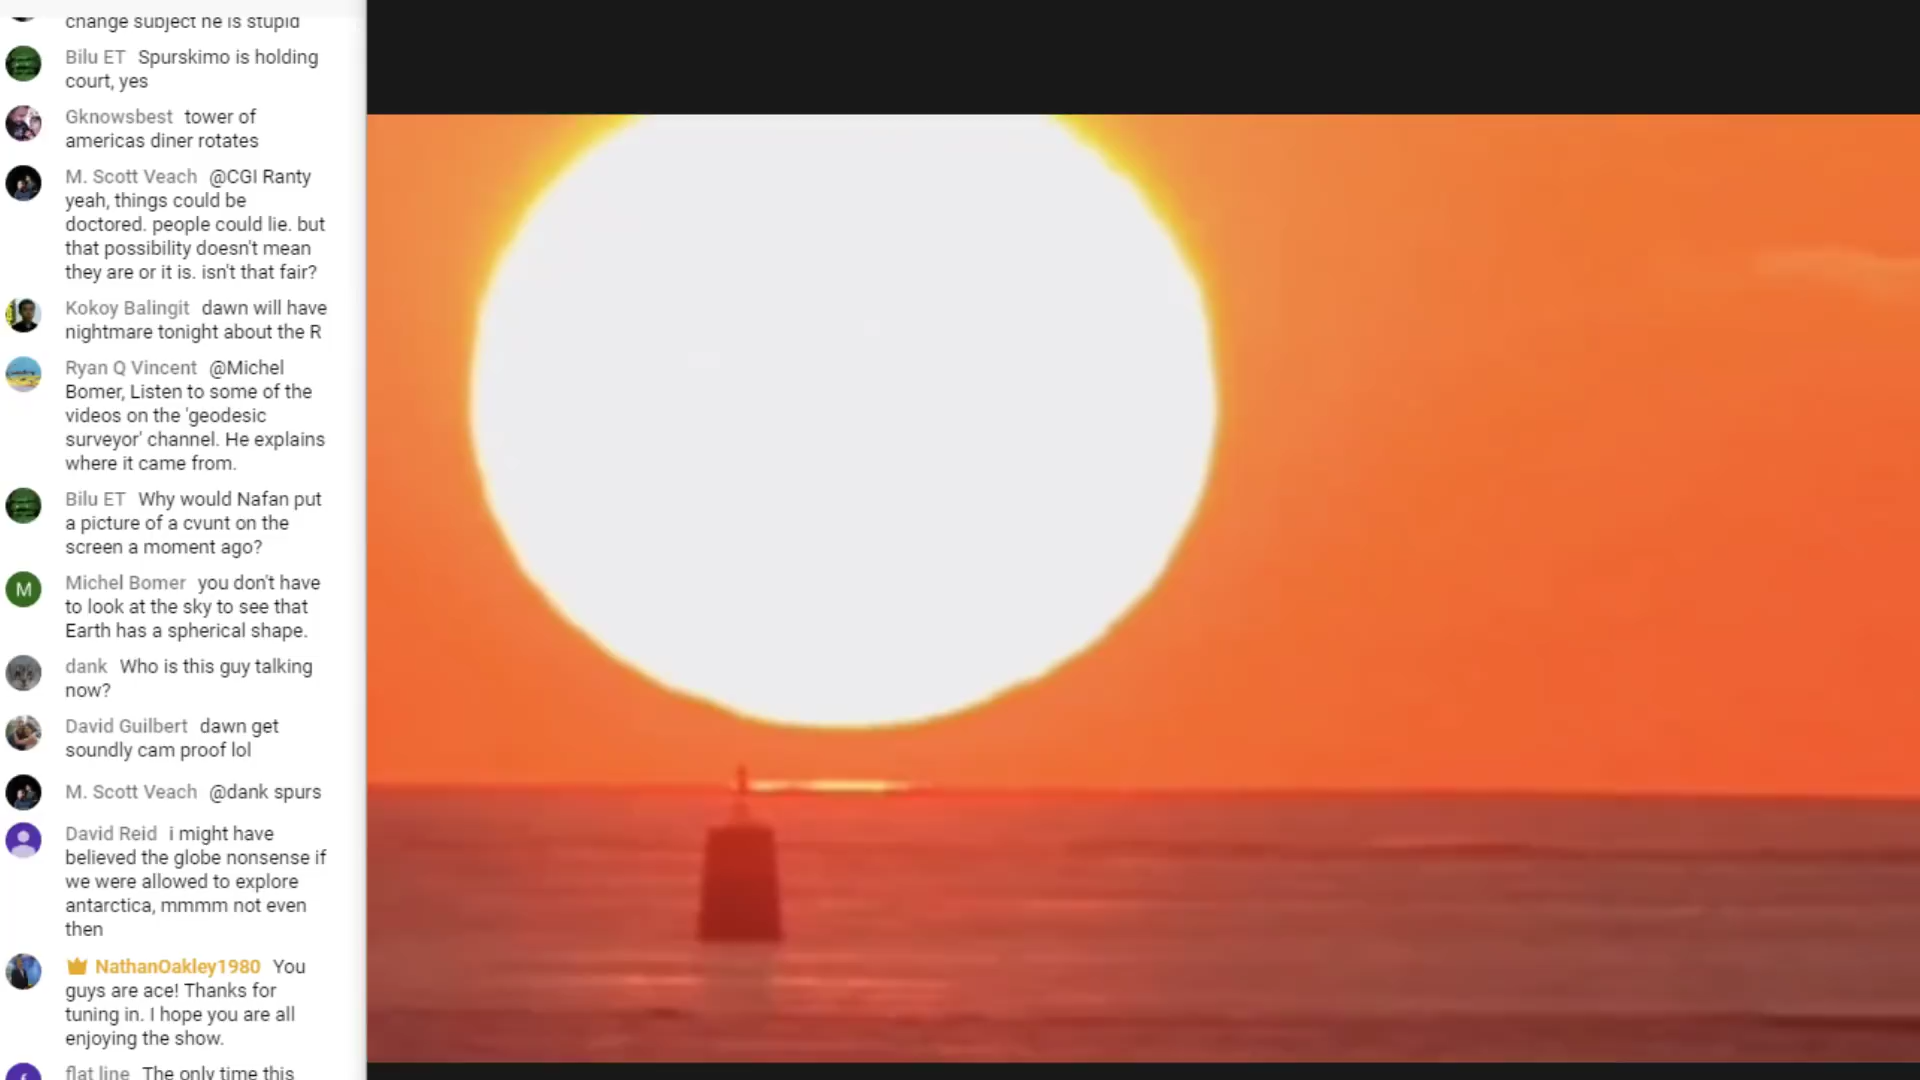 change subject he is stupid
Bilu ET Spurskimo is holding
court, yes
Gknowsbest tower of
americas diner rotates
M. Scott Veach @CGI Ranty
yeah, things could be
doctored. people could lie. but
that possibility doesn't mean
they are or it is. isn't that fair?
Kokoy Balingit dawn will have
nightmare tonight about the R
Ryan Q Vincent @Michel
Bomer, Listen to some of the
videos on the 'geodesic
surveyor' channel. He explains
where it came from.
Bilu ET Why would Nafan put
a picture of a cvunt on the
screen a moment ago?
M
Michel Bomer you don't have
to look at the sky to see that
Earth has a spherical shape.
dank Who is this guy talking
now?
David Guilbert dawn get
soundly cam proof lol
M. Scott Veach @dank spurs
David Reid i might have
believed the globe nonsense if
we were allowed to explore
antarctica, mmmm not even
then
NathanOakley1980 You
guys are ace! Thanks for
tuning in. I hope you are all
enjoying the show.
flat line The only time this